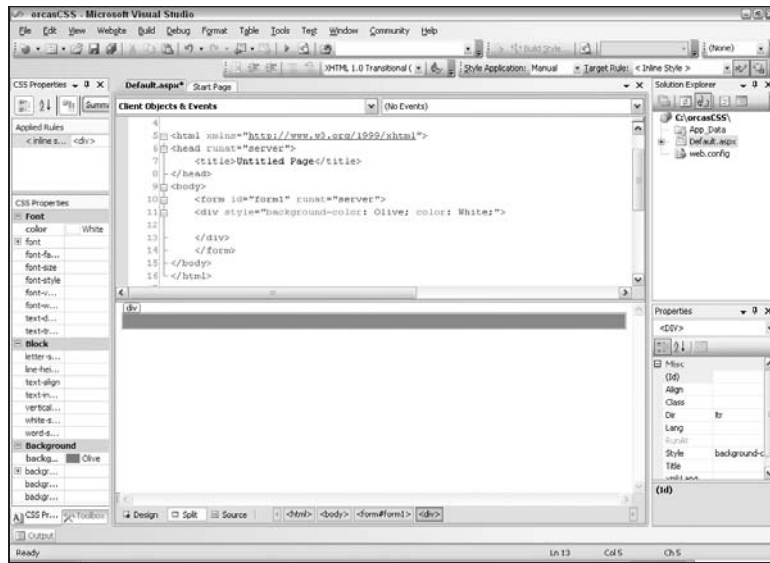 orcasCSS - Microsoft Visual Studio
File Edit View Website Build Debug Format Table Tools Test Window Community Help
(None)
XHTML 1.0 Transitional ( Style Application: Manual Target Rule: < Inline Style >
CSS Properties
Summ
Applied Rules
< inline s... <div>
CSS Properties
Font
color White
font
font-fa...
font-size
font-style
font-v...
font-w...
text-d...
text-tr...
Block
letter-s...
line-hei...
text-align
text-in...
vertical...
white-s...
word-s...
Background
backg... Olive
backgr...
backgr...
backgr...
CSS Pr... Toolbox
Default.aspx* Start Page
Client Objects & Events (No Events)
4
5 <html xmlns="http://www.w3.org/1999/xhtml">
6 <head runat="server">
7 <title>Untitled Page</title>
8 </head>
9 <body>
10 <form id="form1" runat="server">
11 <div style="background-color: Olive; color: White;">
12
13 </div>
14 </form>
15 </body>
16 </html>
div
Design Split Source <html> <body> <form#form1> <div>
Solution Explorer
C:\orcasCSS\
App_Data
Default.aspx
web.config
Properties
<DIV>
Misc
(Id)
Align
Class
Dir ltr
Lang
RunAt
Style background-c...
Title
xml:Lang
(Id)
Output
Ready Ln 13 Col 5 Ch 5